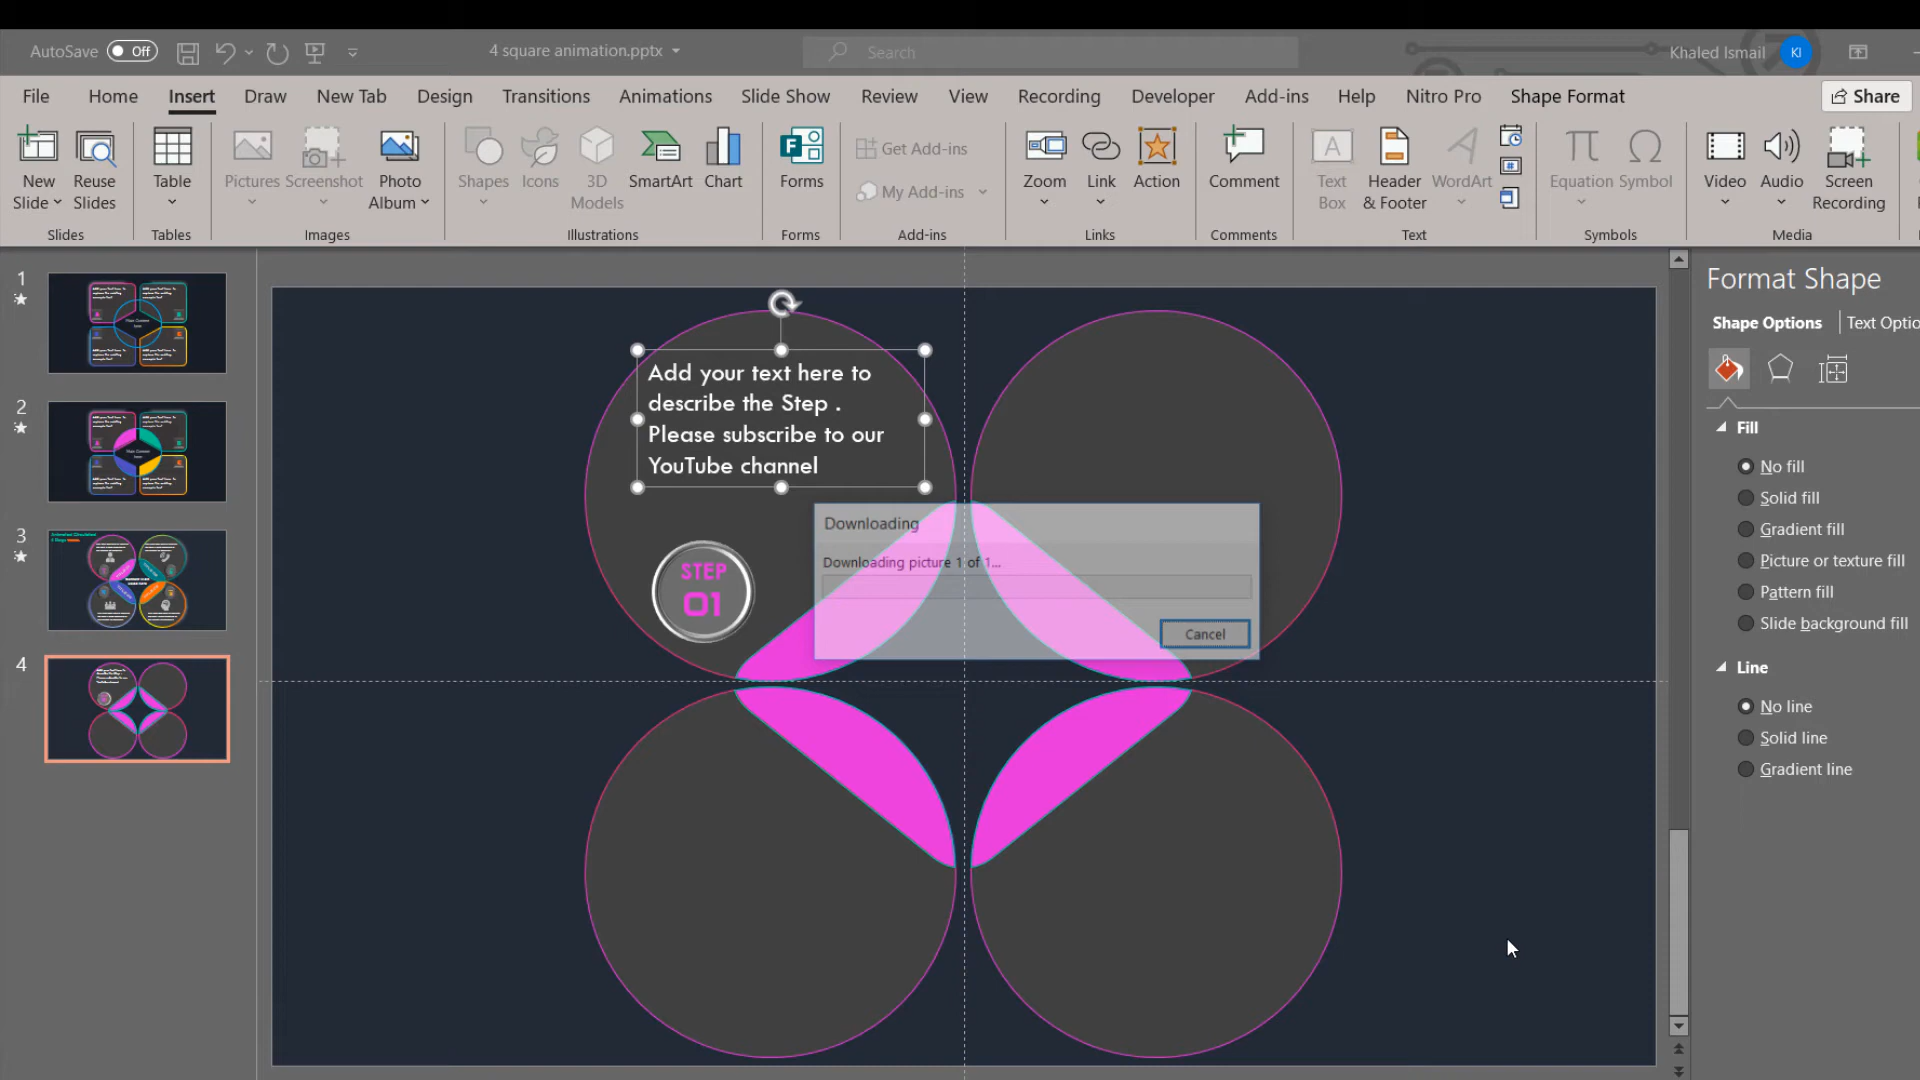 AutoSave Off
4 square animation.pptx
Search
Khaled Ismail KI
File Home Insert Draw New Tab Design Transitions Animations Slide Show Review View Recording Developer Add-ins Help Nitro Pro Shape Format
Share
New Slide
Reuse Slides
Slides
Table
Tables
Pictures
Screenshot
Photo Album
Images
Shapes
Icons
3D Models
SmartArt
Chart
Illustrations
Forms
Forms
Get Add-ins
My Add-ins
Add-ins
Zoom
Link
Action
Links
Comment
Comments
Text Box
Header & Footer
WordArt
Text
Equation
Symbol
Symbols
Video
Audio
Screen Recording
Media
1
2
3
4
Add your text here to
describe the Step .
Please subscribe to our
YouTube channel
STEP
01
Downloading
Downloading picture 1 of 1...
Cancel
Format Shape
Shape Options
Text Optio
Fill
No fill
Solid fill
Gradient fill
Picture or texture fill
Pattern fill
Slide background fill
Line
No line
Solid line
Gradient line